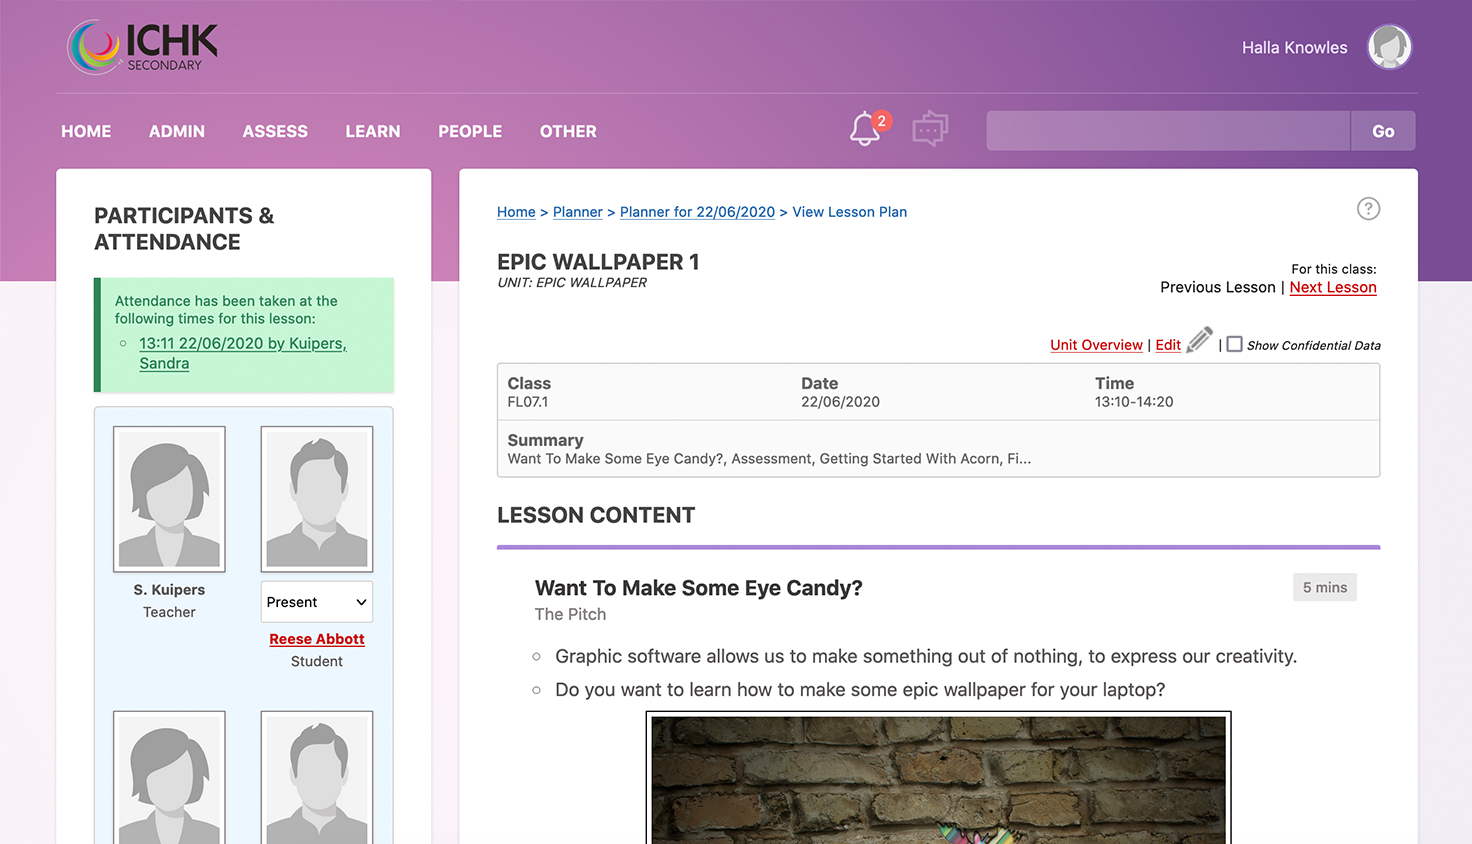 ICHK
SECONDARY
Halla Knowles
HOME ADMIN ASSESS LEARN PEOPLE OTHER
2
Go
PARTICIPANTS &
ATTENDANCE
Attendance has been taken at the
following times for this lesson:
13:11 22/06/2020 by Kuipers,
Sandra
S. Kuipers
Teacher
Present
Reese Abbott
Student
Home > Planner > Planner for 22/06/2020 > View Lesson Plan
?
EPIC WALLPAPER 1
UNIT: EPIC WALLPAPER
For this class:
Previous Lesson | Next Lesson
Unit Overview | Edit | Show Confidential Data
Class Date Time
FL07.1 22/06/2020 13:10-14:20
Summary
Want To Make Some Eye Candy?, Assessment, Getting Started With Acorn, Fi...
LESSON CONTENT
Want To Make Some Eye Candy?
5 mins
The Pitch
Graphic software allows us to make something out of nothing, to express our creativity.
Do you want to learn how to make some epic wallpaper for your laptop?